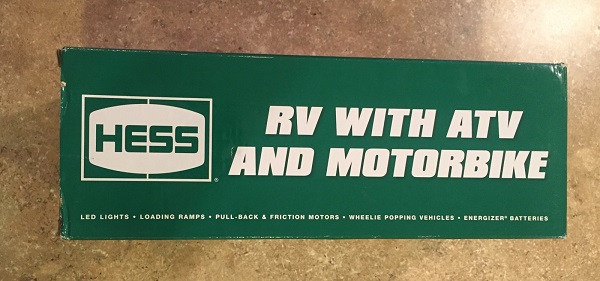 HESS®
RV WITH ATV
AND MOTORBIKE
LED LIGHTS • LOADING RAMPS • PULL-BACK & FRICTION MOTORS • WHEELIE POPPING VEHICLES • ENERGIZER® BATTERIES